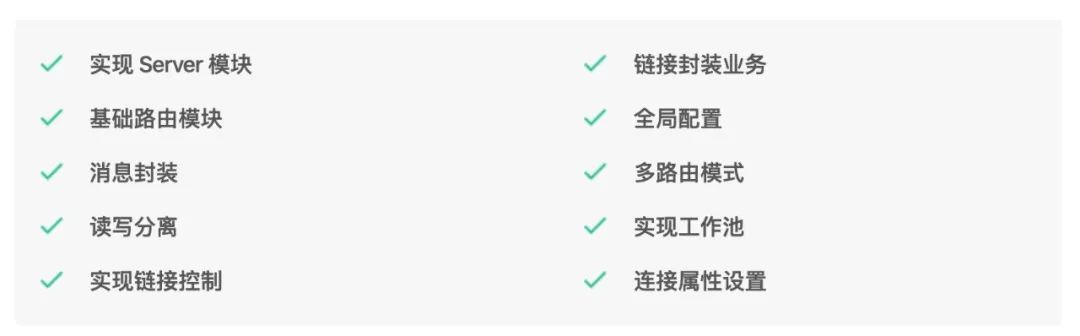 实现 Server 模块
链接封装业务
基础路由模块
全局配置
消息封装
多路由模式
读写分离
实现工作池
实现链接控制
连接属性设置